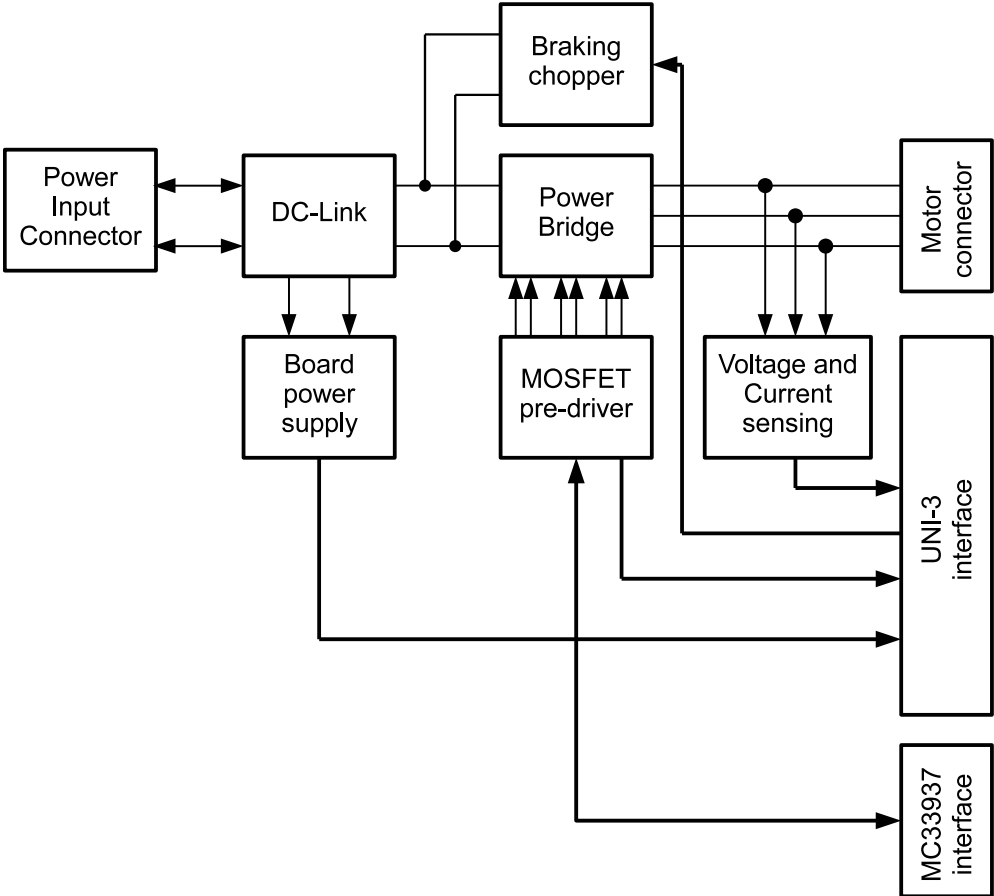 Braking
chopper
Power
Input
Connector
DC-Link
Power
Bridge
Motor
connector
Board
power
supply
MOSFET
pre-driver
Voltage and
Current
sensing
UNI-3
interface
MC33937
interface